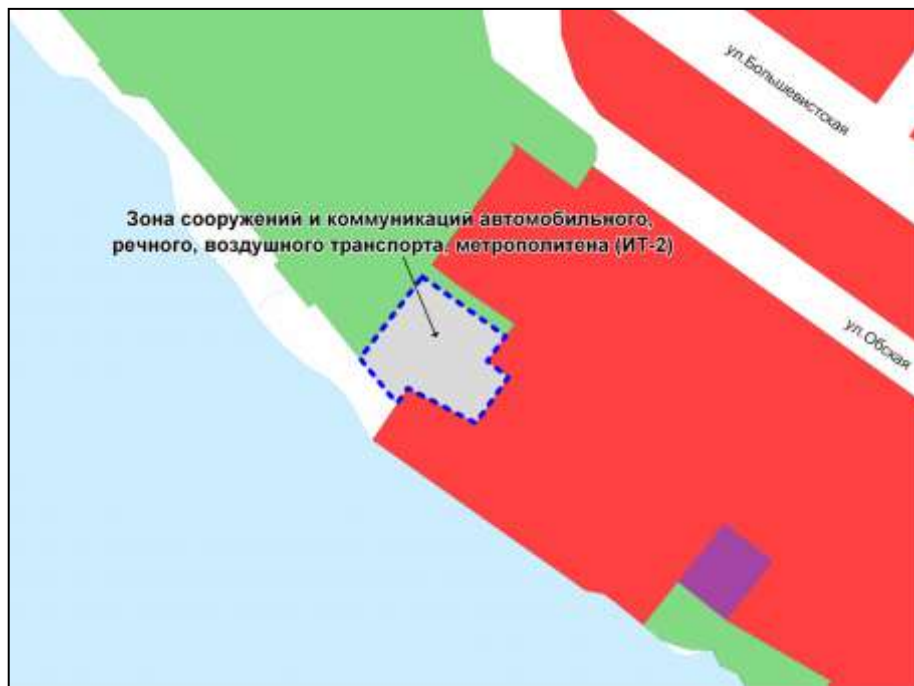 ул.Большевистская
Зона сооружений и коммуникаций автомобильного,
речного, воздушного транспорта, метрополитена (ИТ-2)
ул.Обская